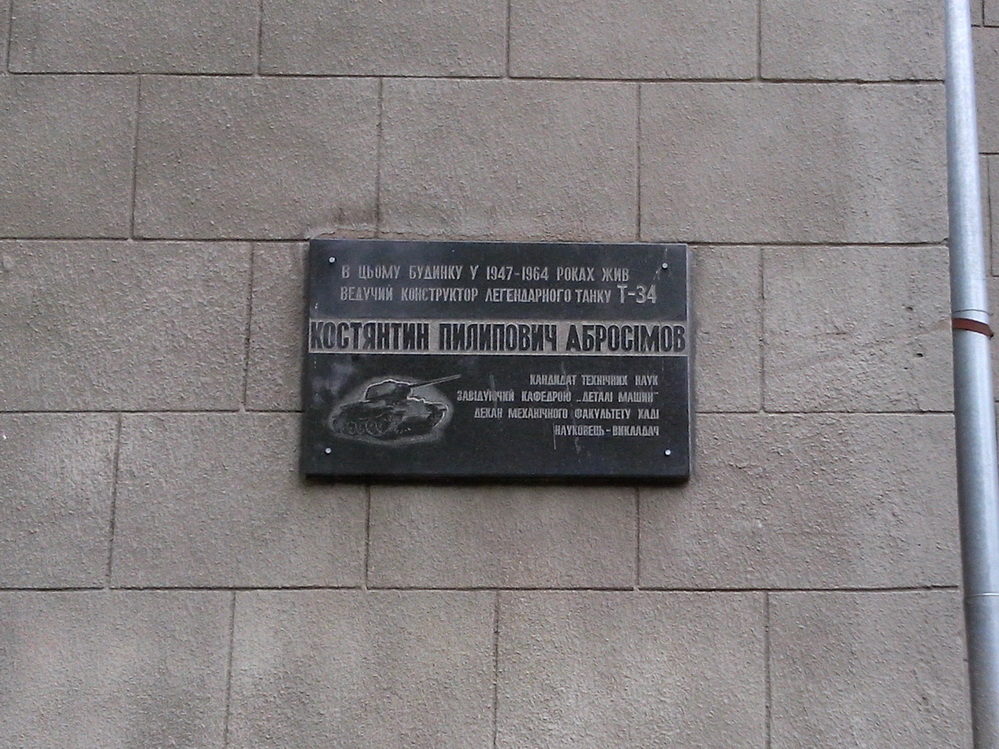 В ЦЬОМУ БУДИНКУ У 1947-1964 РОКАХ ЖИВ
ВЕДУЧИЙ КОНСТРУКТОР ЛЕГЕНДАРНОГО ТАНКУ Т-34
КОСТЯНТИН ПИЛИПОВИЧ АБРОСІМОВ
КАНДИДАТ ТЕХНІЧНИХ НАУК
ЗАВІДУЮЧИЙ КАФЕДРОЮ „ДЕТАЛІ МАШИН"
ДЕКАН МЕХАНІЧНОГО ФАКУЛЬТЕТУ ХАДІ
НАУКОВЕЦЬ-ВИКЛАДАЧ